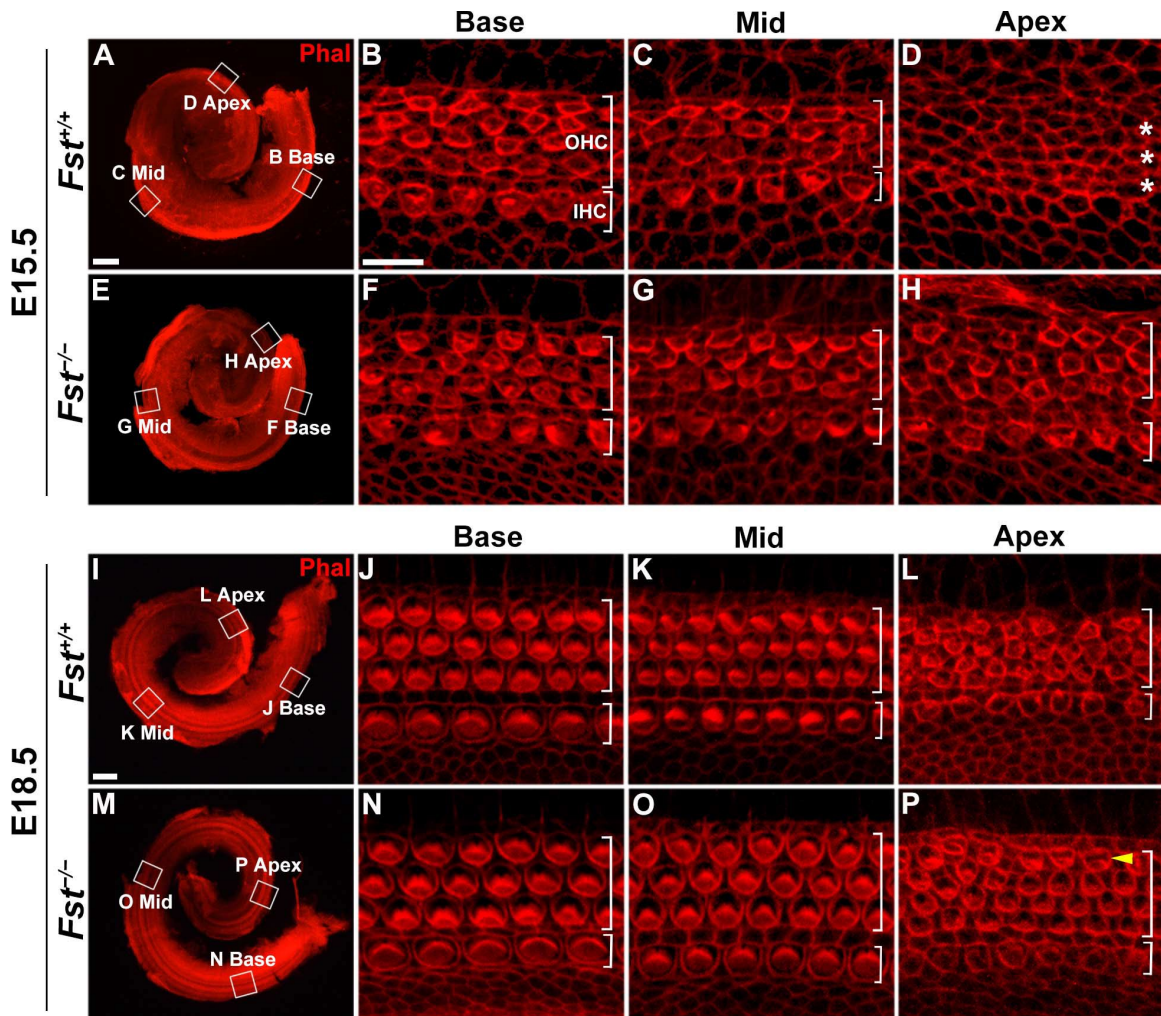 Base Mid Apex
E15.5
Fst+/+
A Phal
D Apex
B Base
C Mid
B
OHC
IHC
C
D
*
*
*
Fst−/−
E
H Apex
G Mid
F Base
F
G
H
Base Mid Apex
E18.5
Fst+/+
I Phal
L Apex
J Base
K Mid
J
K
L
Fst−/−
M
P Apex
O Mid
N Base
N
O
P